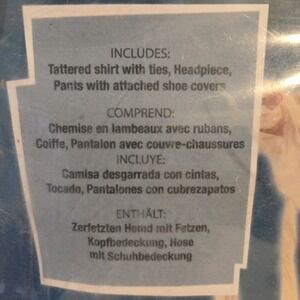 INCLUDES:
Tattered shirt with ties, Headpiece,
Pants with attached shoe covers
COMPREND:
Chemise en lambeaux avec rubans,
Coiffe, Pantalon avec couvre-chaussures
INCLUYE:
Camisa desgarrada con cintas,
Tocado, Pantalones con cubrezapatos
ENTHÄLT:
Zerfetzten Hemd mit Fetzen,
Kopfbedeckung, Hose
mit Schuhbedeckung